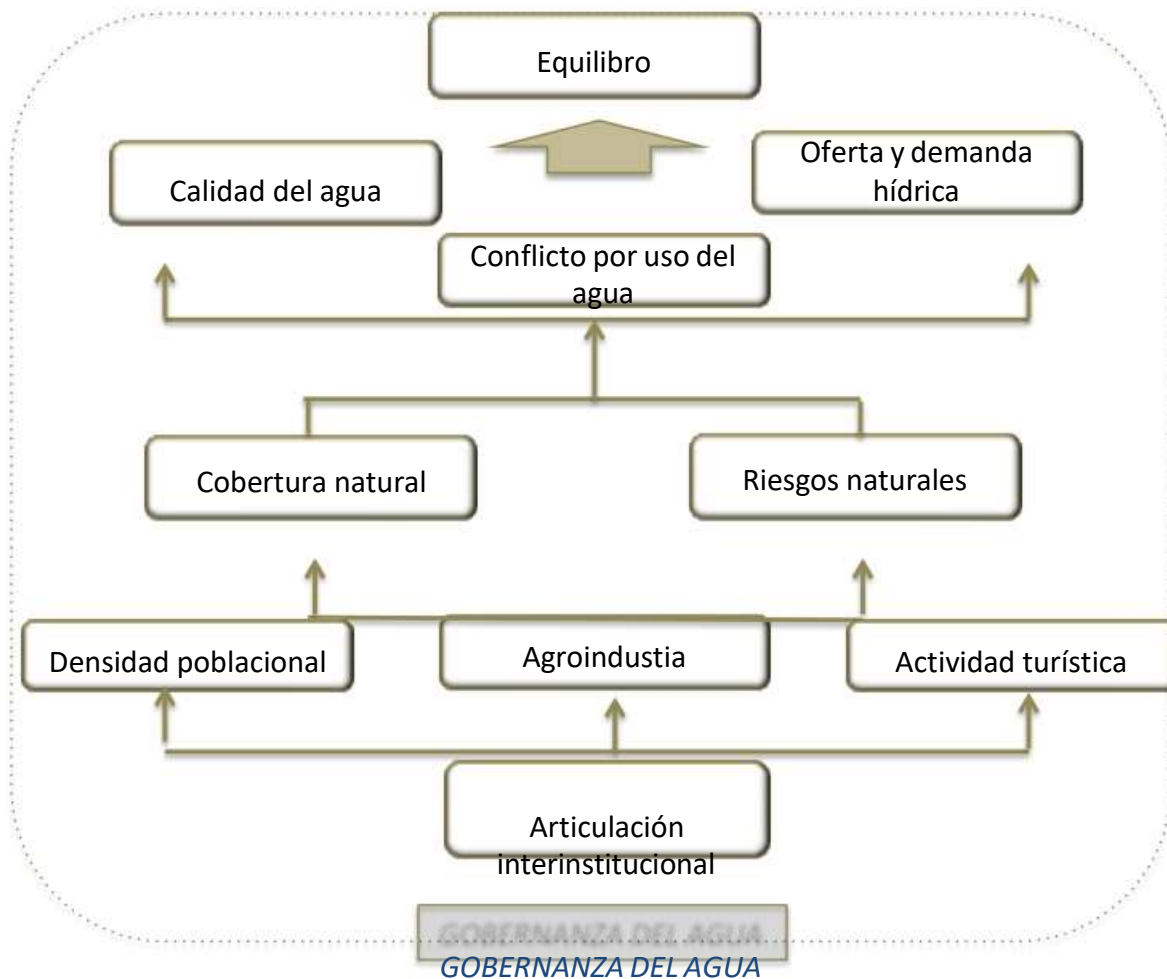 Equilibro
Calidad del agua
Oferta y demanda
hídrica
Conflicto por uso del
agua
Cobertura natural
Riesgos naturales
Densidad poblacional
Agroindustia
Actividad turística
Articulación
interinstitucional
GOBERNANZA DEL AGUA
GOBERNANZA DEL AGUA